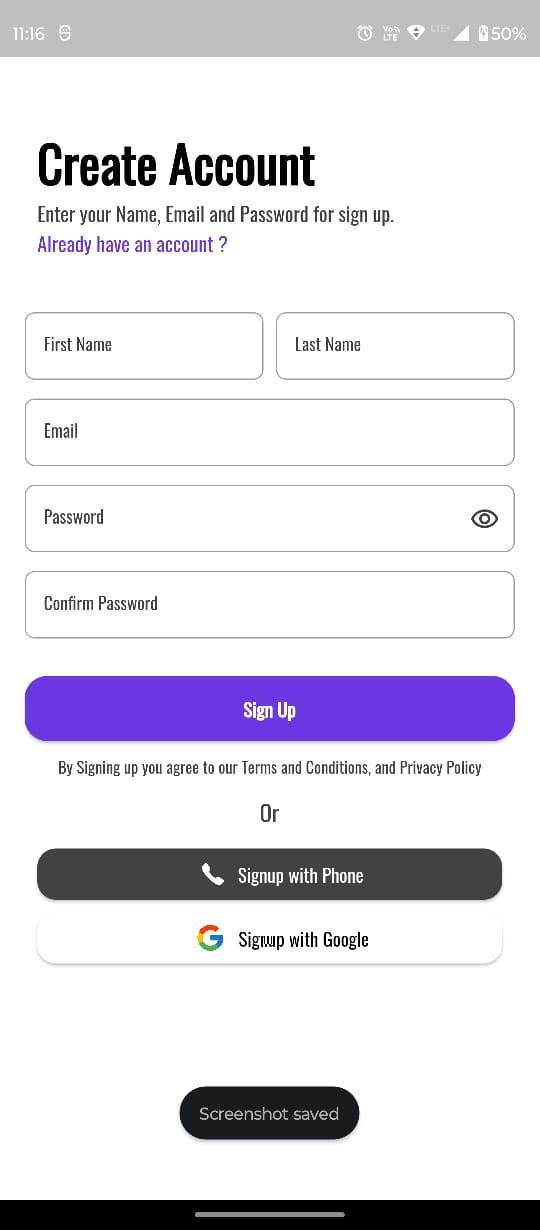 11:16 Vo LTE LTE+ 50%
Create Account
Enter your Name, Email and Password for sign up.
Already have an account ?
First Name Last Name
Email
Password
Confirm Password
Sign Up
By Signing up you agree to our Terms and Conditions, and Privacy Policy
Or
Signup with Phone
with Google
Screenshot saved